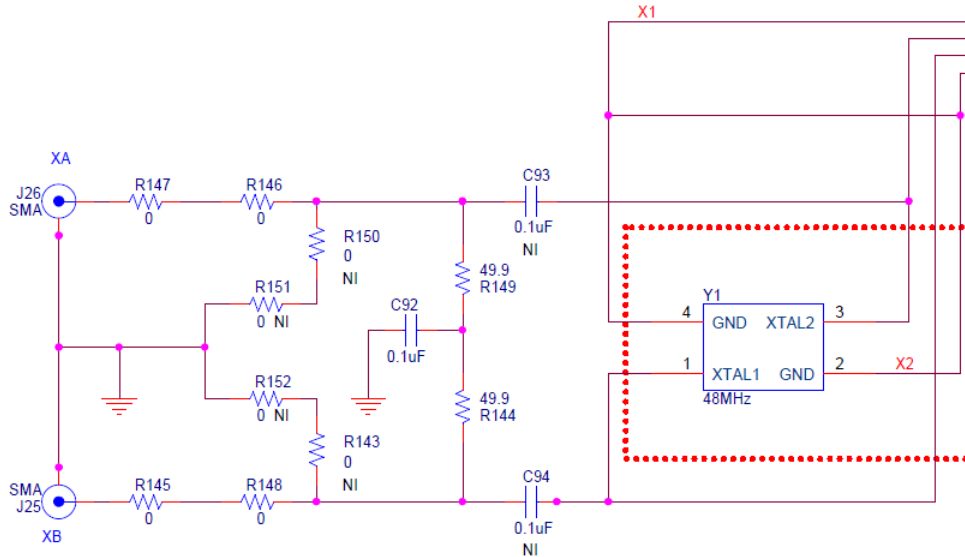 X1
XA
J26
SMA
R147
0
R146
0
R150
0
NI
R151
0 NI
C93
0.1uF
NI
49.9
R149
C92
0.1uF
R152
0 NI
R143
0
NI
49.9
R144
Y1
4
GND
XTAL2
3
1
XTAL1
GND
2
X2
48MHz
SMA
J25
XB
R145
0
R148
0
C94
0.1uF
NI